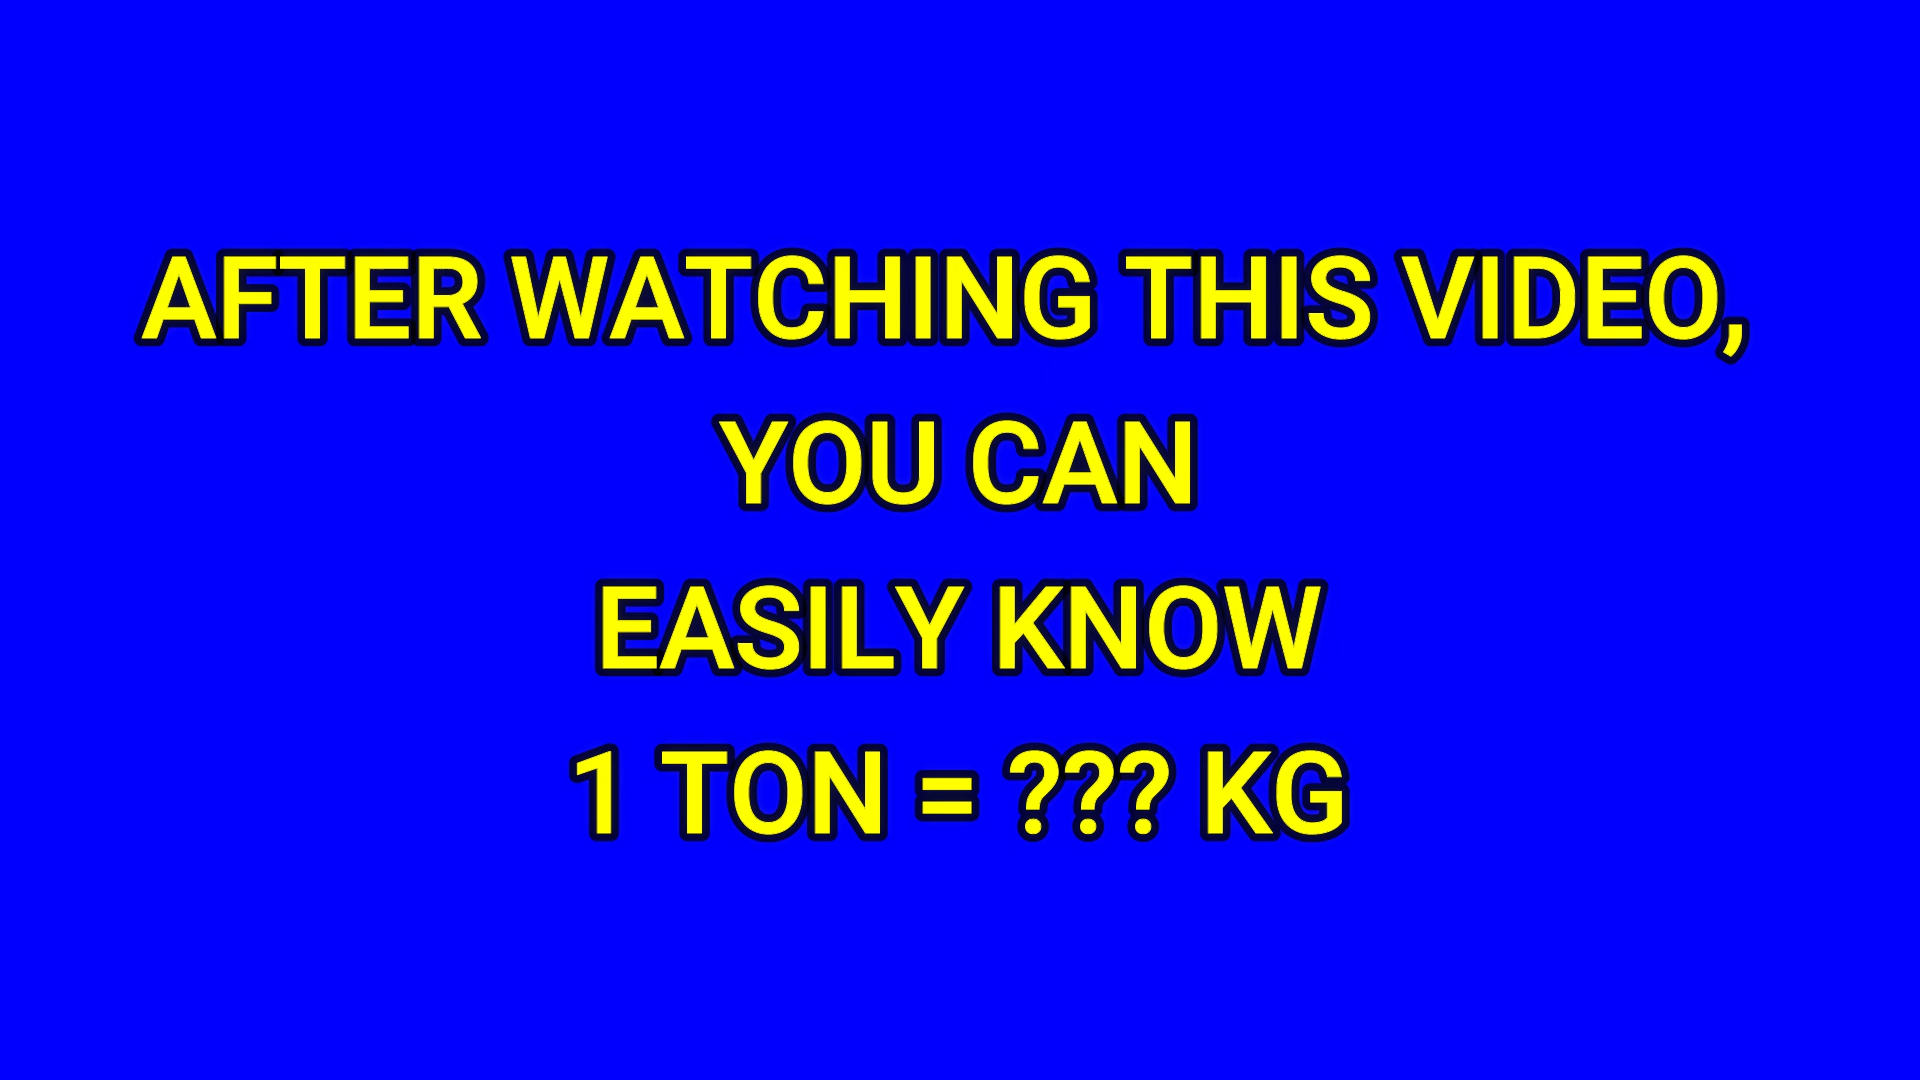 AFTER WATCHING THIS VIDEO,
YOU CAN
EASILY KNOW
1 TON = ??? KG